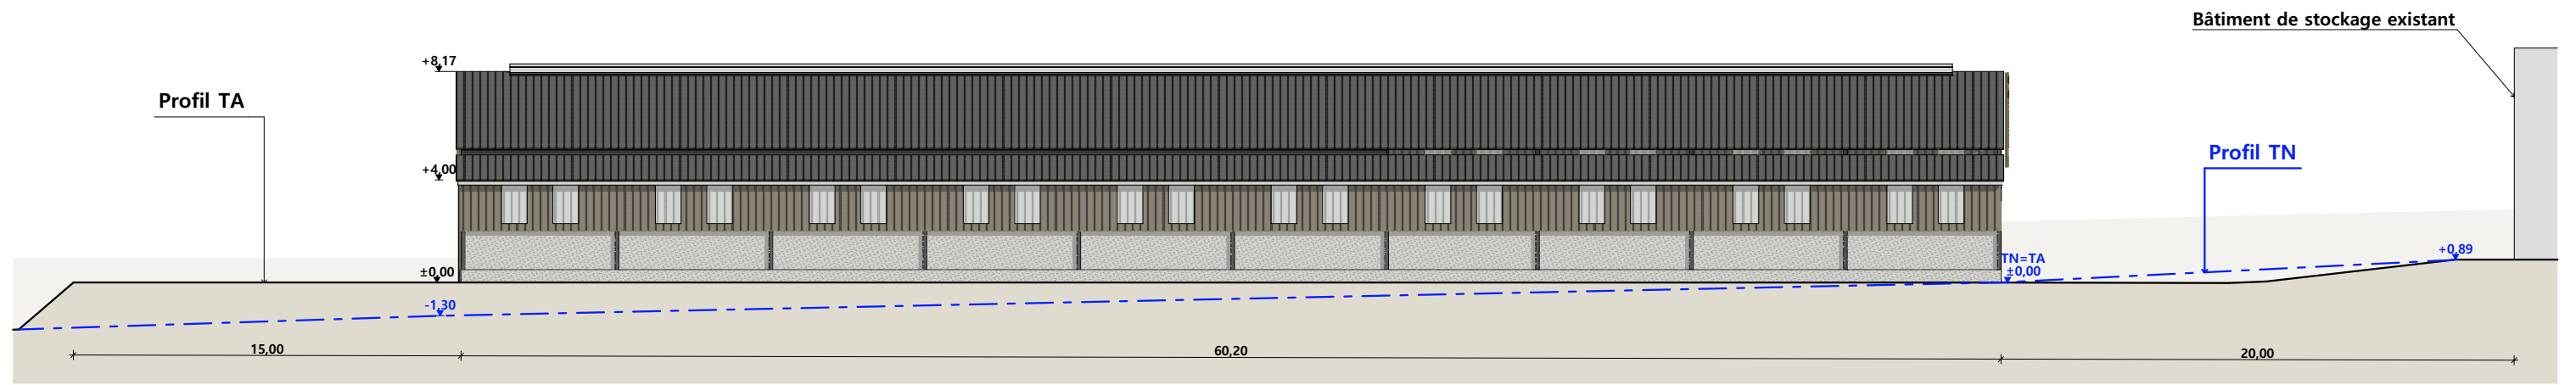 Bâtiment de stockage existant
+8,17
Profil TA
Profil TN
+4,00
+0,89
TN=TA
±0,00
±0,00
-1,30
15,00
60,20
20,00